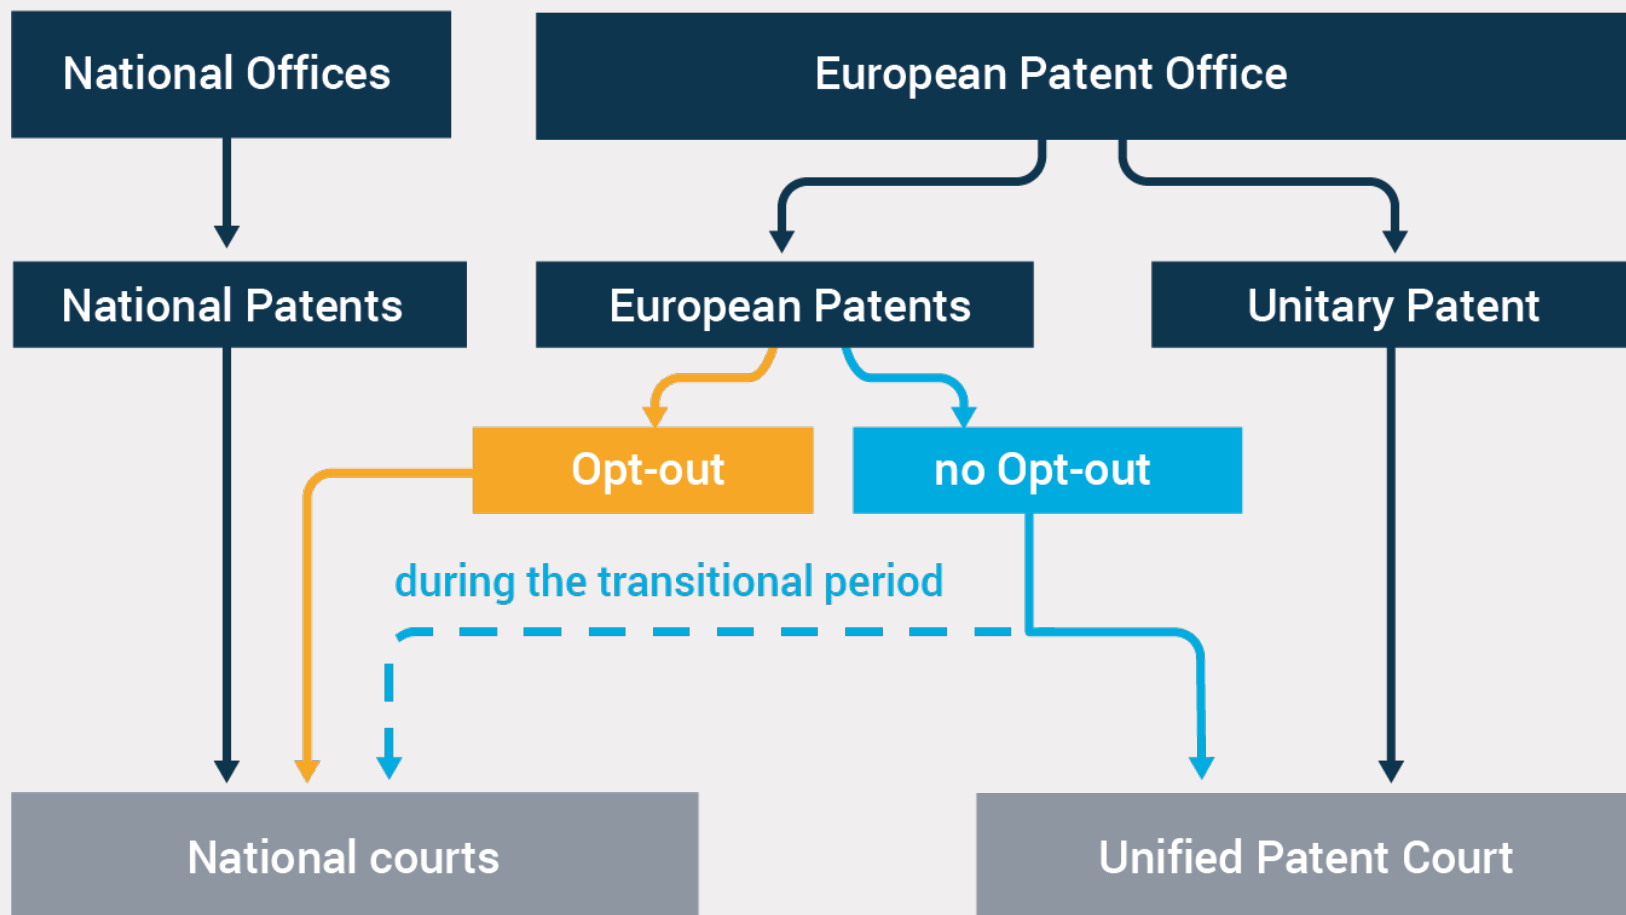 National Offices
European Patent Office
National Patents
European Patents
Unitary Patent
Opt-out
no Opt-out
during the transitional period
National courts
Unified Patent Court